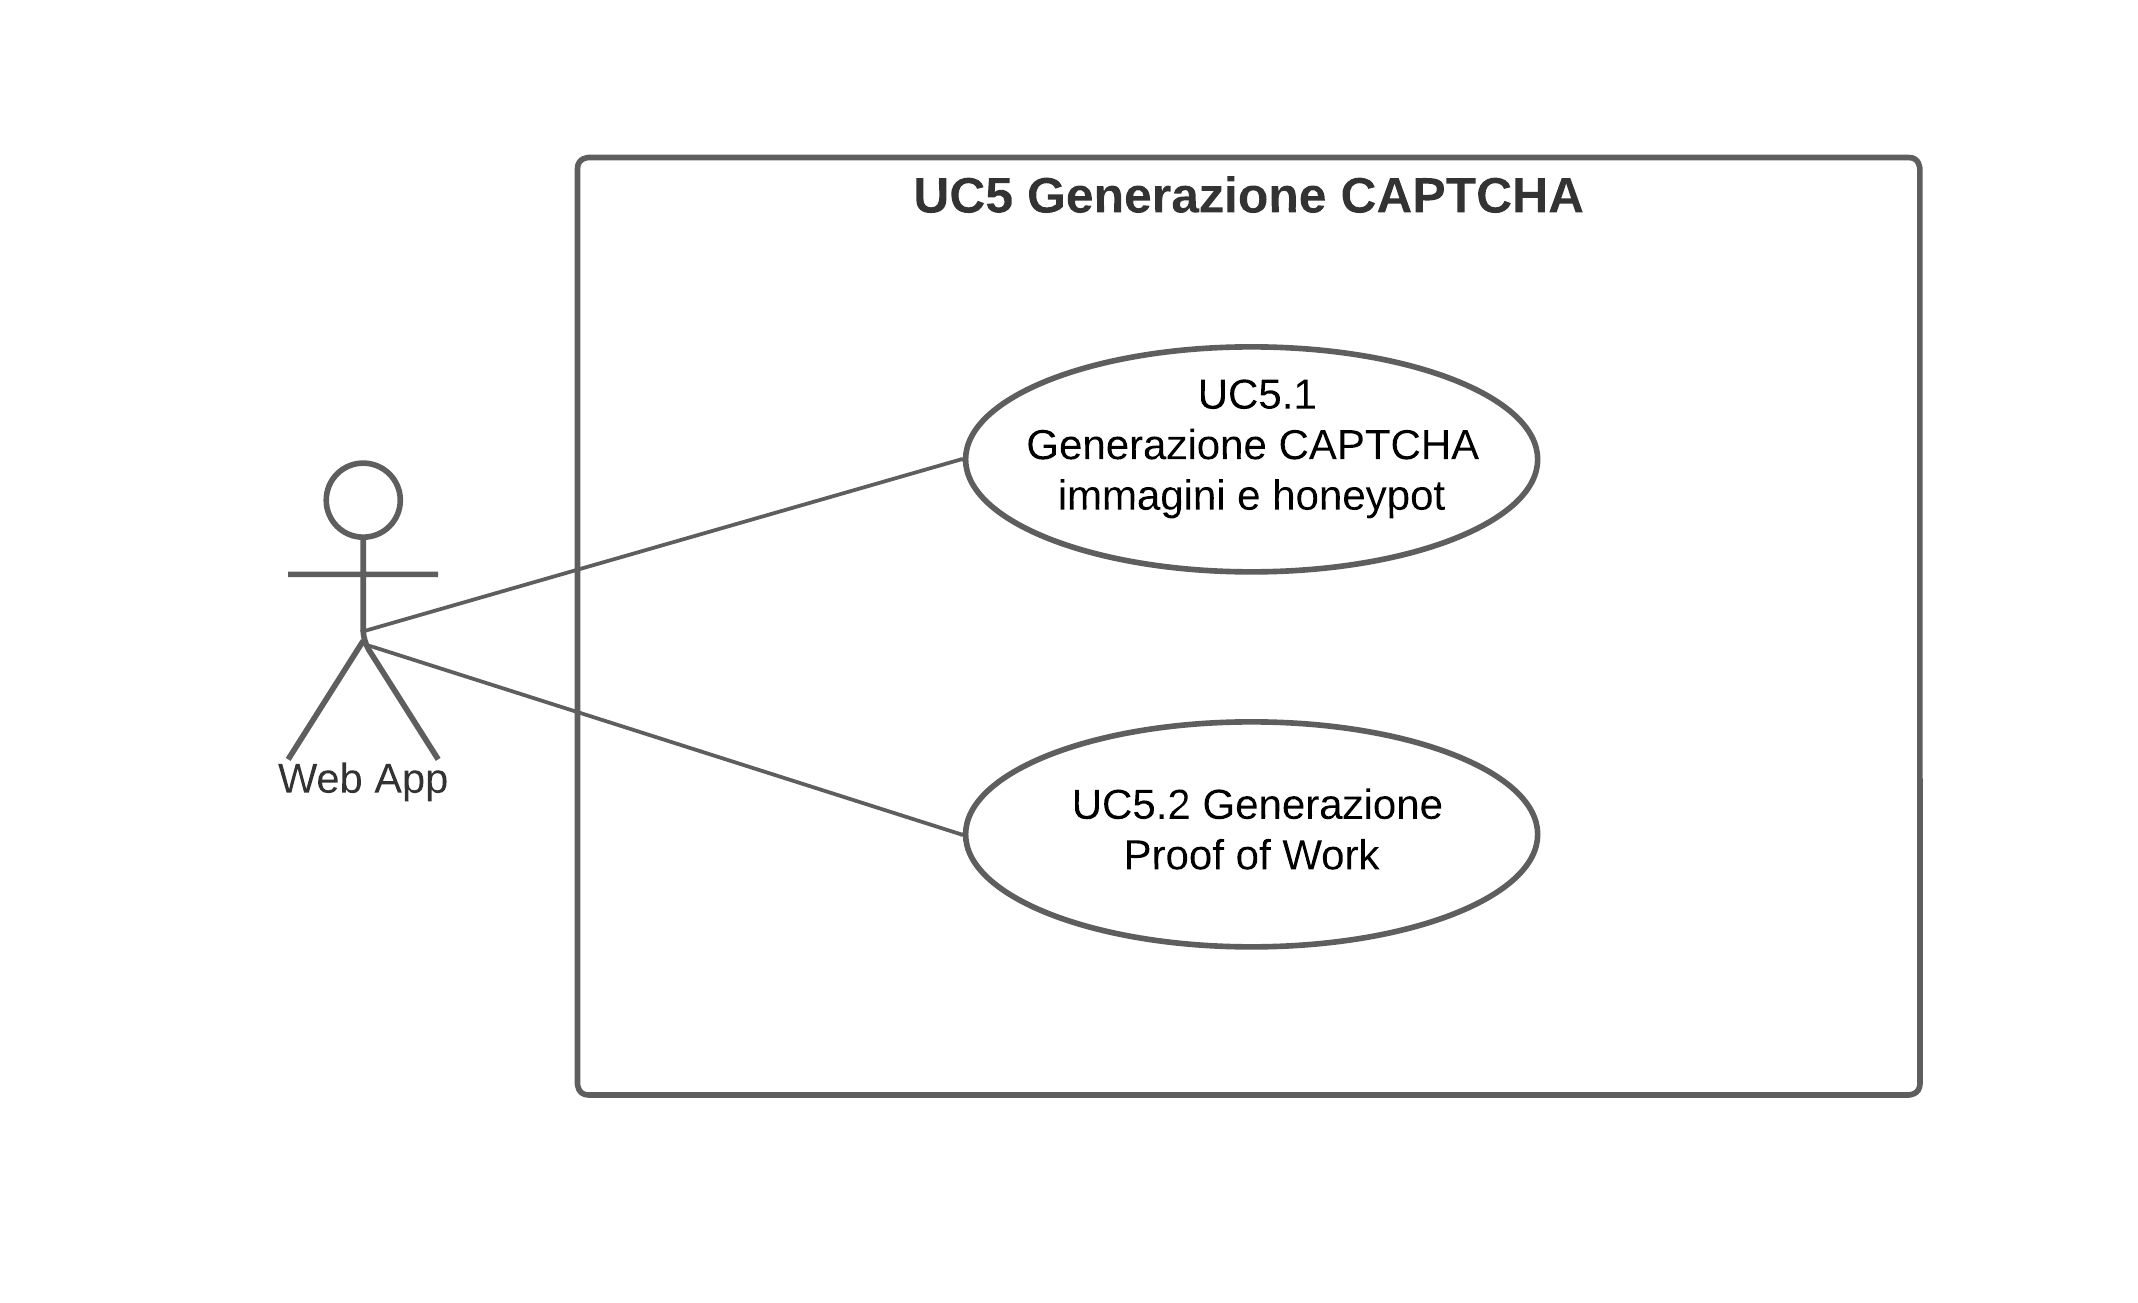 UC5 Generazione CAPTCHA
UC5.1
Generazione CAPTCHA
immagini e honeypot
Web App
UC5.2 Generazione
Proof of Work